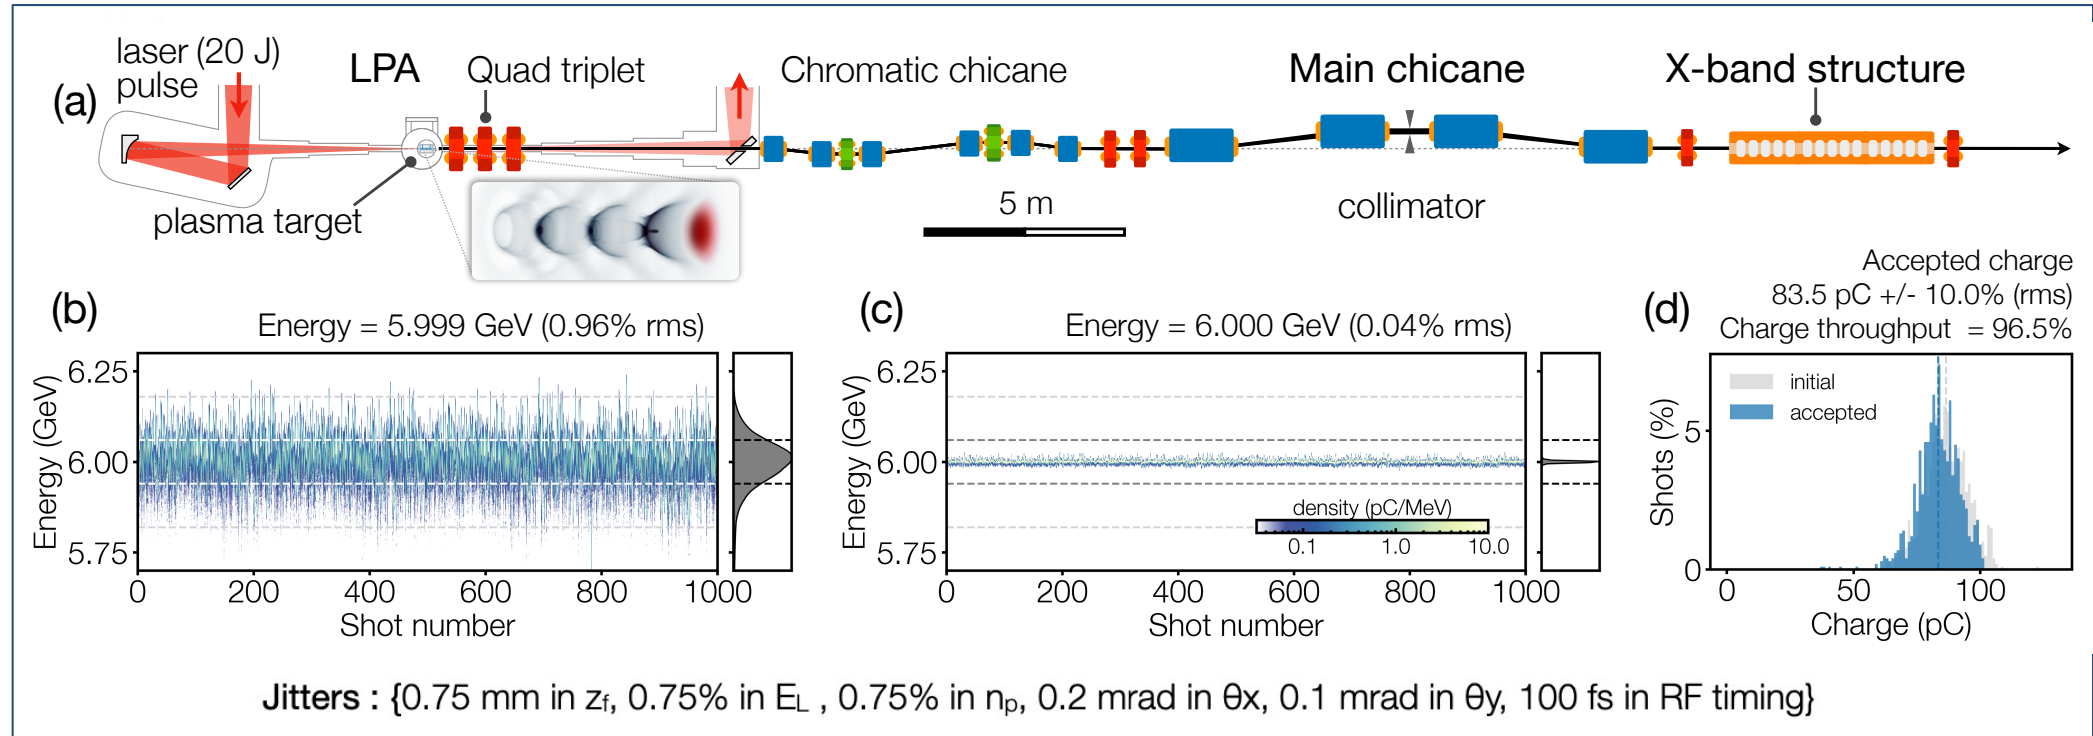 (a)
laser (20 J)
pulse
LPA
Quad triplet
Chromatic chicane
Main chicane
X-band structure
plasma target
5 m
collimator
(b)
Energy = 5.999 GeV (0.96% rms)
Energy (GeV)
6.25
6.00
5.75
0 200 400 600 800 1000
Shot number
(c)
Energy = 6.000 GeV (0.04% rms)
Energy (GeV)
6.25
6.00
5.75
density (pC/MeV)
0.1 1.0 10.0
0 200 400 600 800 1000
Shot number
(d)
Accepted charge
83.5 pC +/- 10.0% (rms)
Charge throughput = 96.5%
initial
accepted
Shots (%)
5
0
0 50 100
Charge (pC)
Jitters : {0.75 mm in zf, 0.75% in EL , 0.75% in np, 0.2 mrad in θx, 0.1 mrad in θy, 100 fs in RF timing}